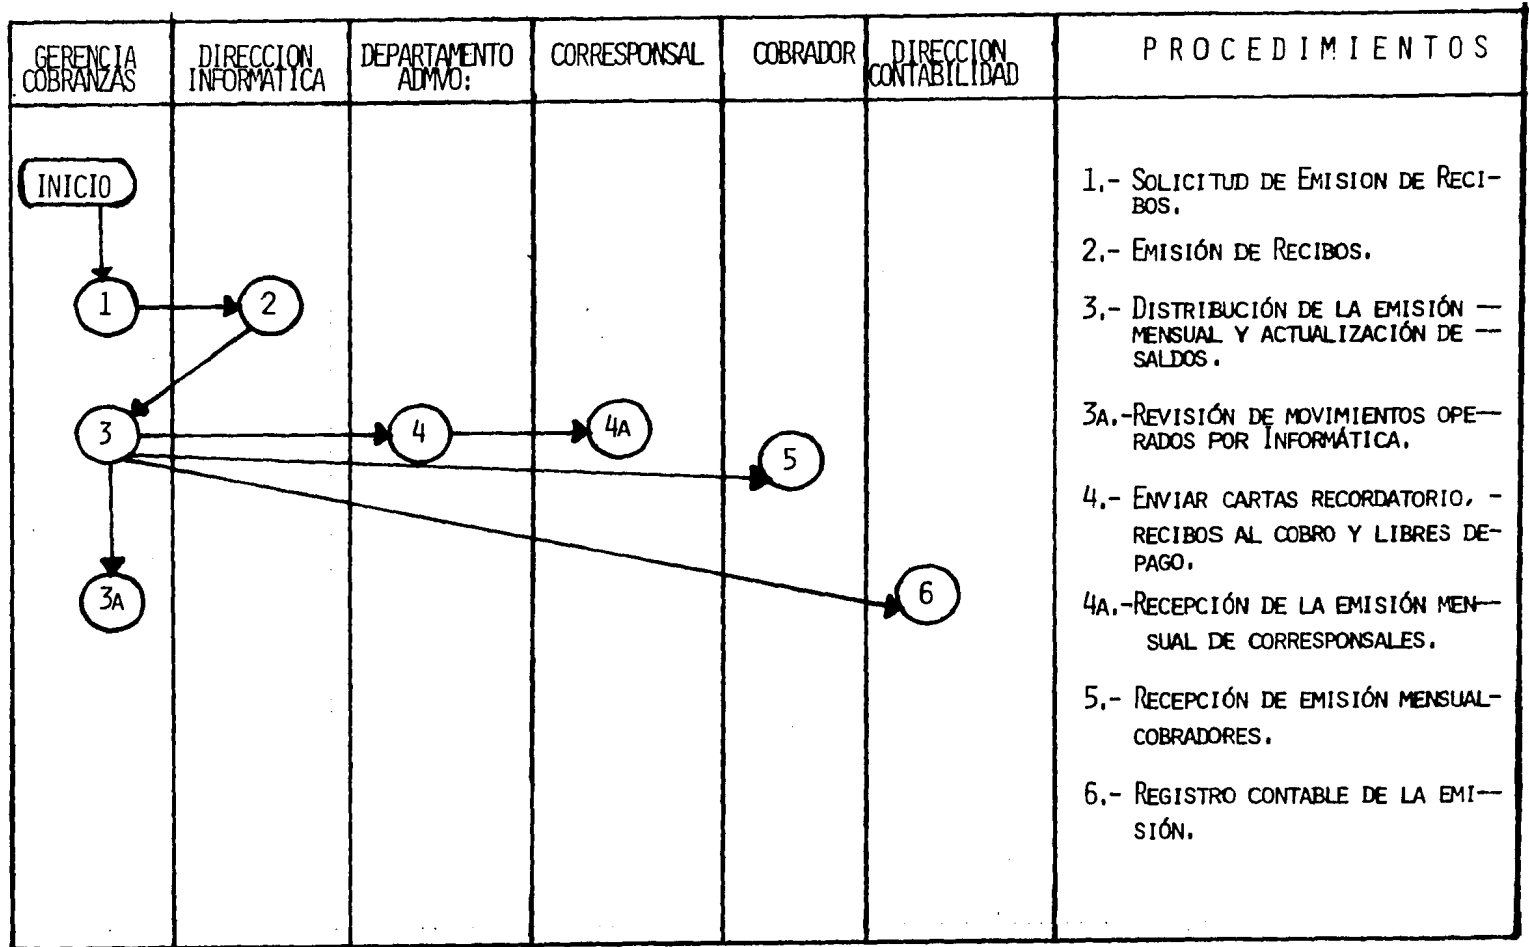 GERENCIA
COBRANZAS
DIRECCION
INFORMATICA
DEPARTAMENTO
ADMVO:
CORRESPONSAL
COBRADOR
DIRECCION
CONTABILIDAD
PROCEDIMIENTOS
INICIO
1
2
3
4
4A
5
3A
6
1.- SOLICITUD DE EMISION DE RECI-
BOS.
2.- EMISIÓN DE RECIBOS.
3.- DISTRIBUCIÓN DE LA EMISIÓN —
MENSUAL Y ACTUALIZACIÓN DE —
SALDOS.
3A.-REVISIÓN DE MOVIMIENTOS OPE—
RADOS POR INFORMÁTICA.
4.- ENVIAR CARTAS RECORDATORIO, -
RECIBOS AL COBRO Y LIBRES DE-
PAGO.
4A.-RECEPCIÓN DE LA EMISIÓN MEN—
SUAL DE CORRESPONSALES.
5.- RECEPCIÓN DE EMISIÓN MENSUAL-
COBRADORES.
6.- REGISTRO CONTABLE DE LA EMI—
SIÓN.